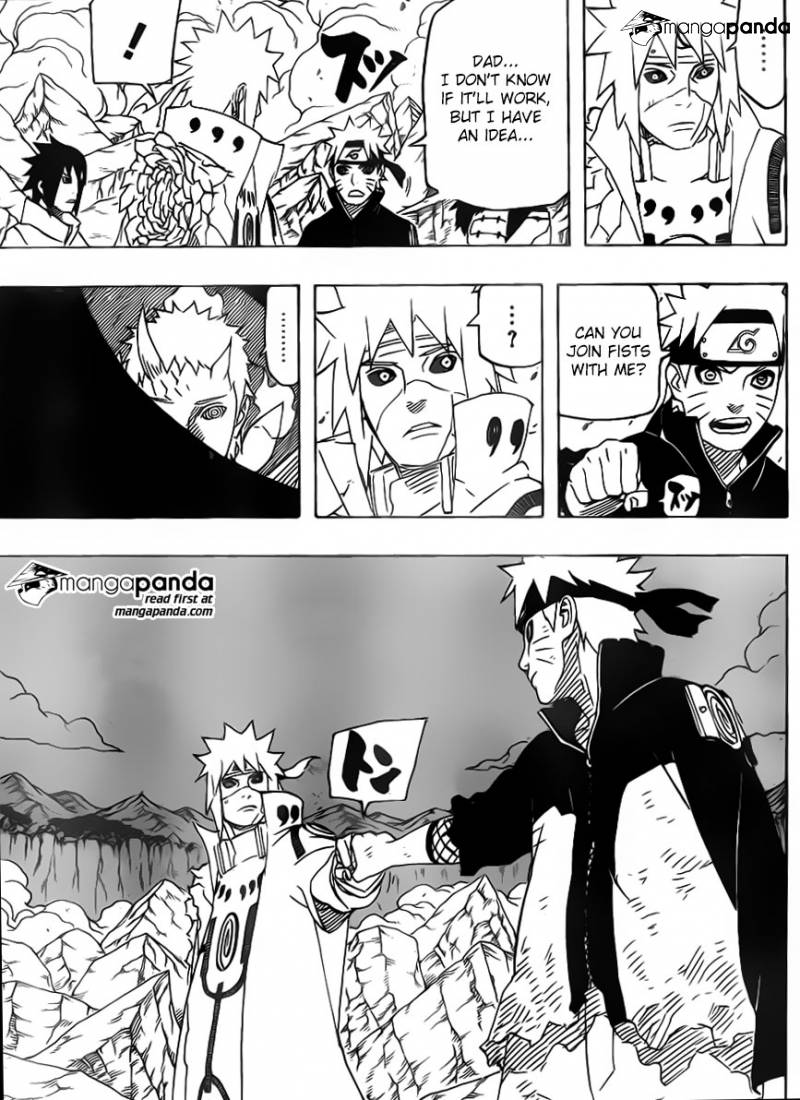 mangapanda
......
DAD...
I DON'T KNOW
IF IT'LL WORK,
BUT I HAVE
AN IDEA...
ズッ
!
CAN YOU
JOIN FISTS
WITH ME?
....?
......
mangapanda
read first at
mangapanda.com
トン